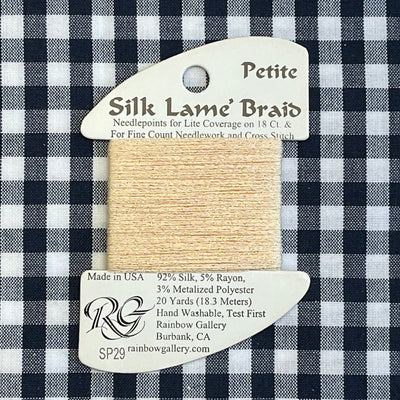 Petite
Silk Lame' Braid
Needlepoints for Lite Coverage on 18 Ct. &
For Fine Count Needlework and Cross Stitch
Made in USA 92% Silk, 5% Rayon,
3% Metalized Polyester
20 Yards (18.3 Meters)
RG Hand Washable, Test First
Rainbow Gallery
Burbank, CA
SP29 rainbowgallery.com